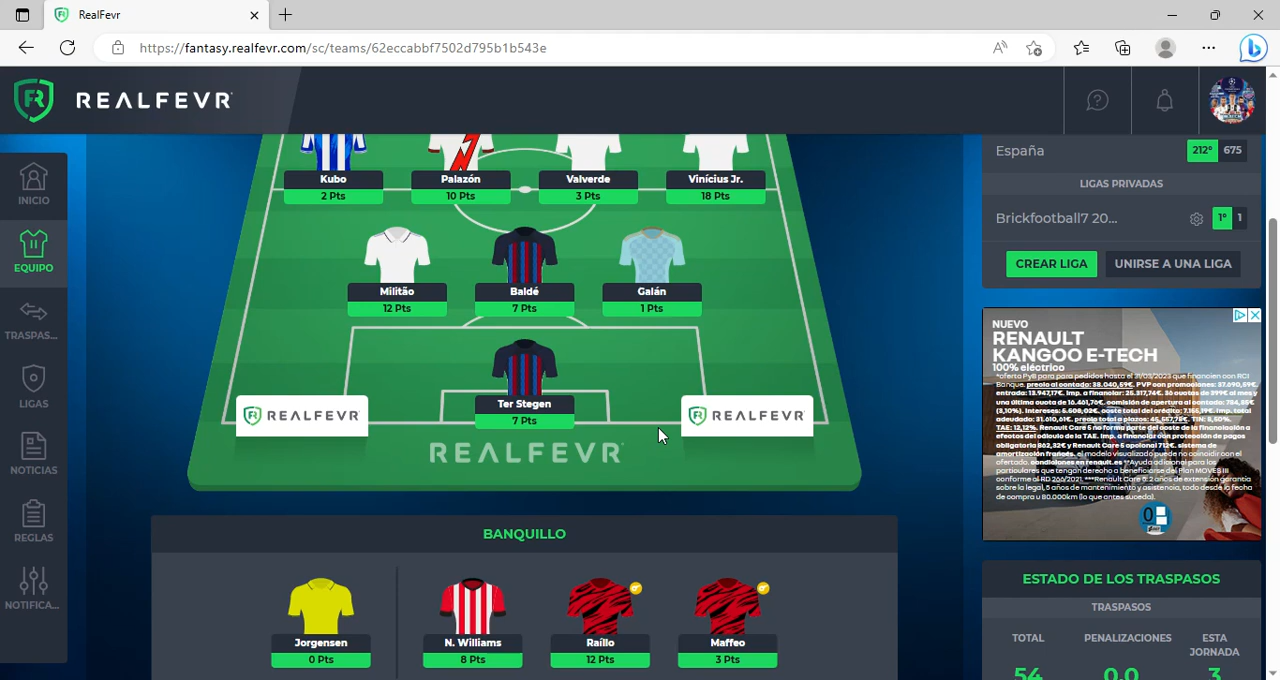 RealFevr
https://fantasy.realfevr.com/sc/teams/62eccabbf7502d795b1b543e
REALFEVR
INICIO
EQUIPO
TRASPAS...
LIGAS
NOTICIAS
REGLAS
NOTIFICA...
Kubo
2 Pts
Palazón
10 Pts
Valverde
3 Pts
Vinícius Jr.
18 Pts
Militão
12 Pts
Baldé
7 Pts
Galán
1 Pts
Ter Stegen
7 Pts
REALFEVR
REALFEVR
REALFEVR
BANQUILLO
Jorgensen
0 Pts
N. Williams
8 Pts
Raíllo
12 Pts
Maffeo
3 Pts
España 212º 675
LIGAS PRIVADAS
Brickfootball7 20... 1º 1
CREAR LIGA UNIRSE A UNA LIGA
NUEVO
RENAULT
KANGOO E-TECH
100% eléctrico
ESTADO DE LOS TRASPASOS
TRASPASOS
TOTAL PENALIZACIONES ESTA JORNADA
54 0.0 3